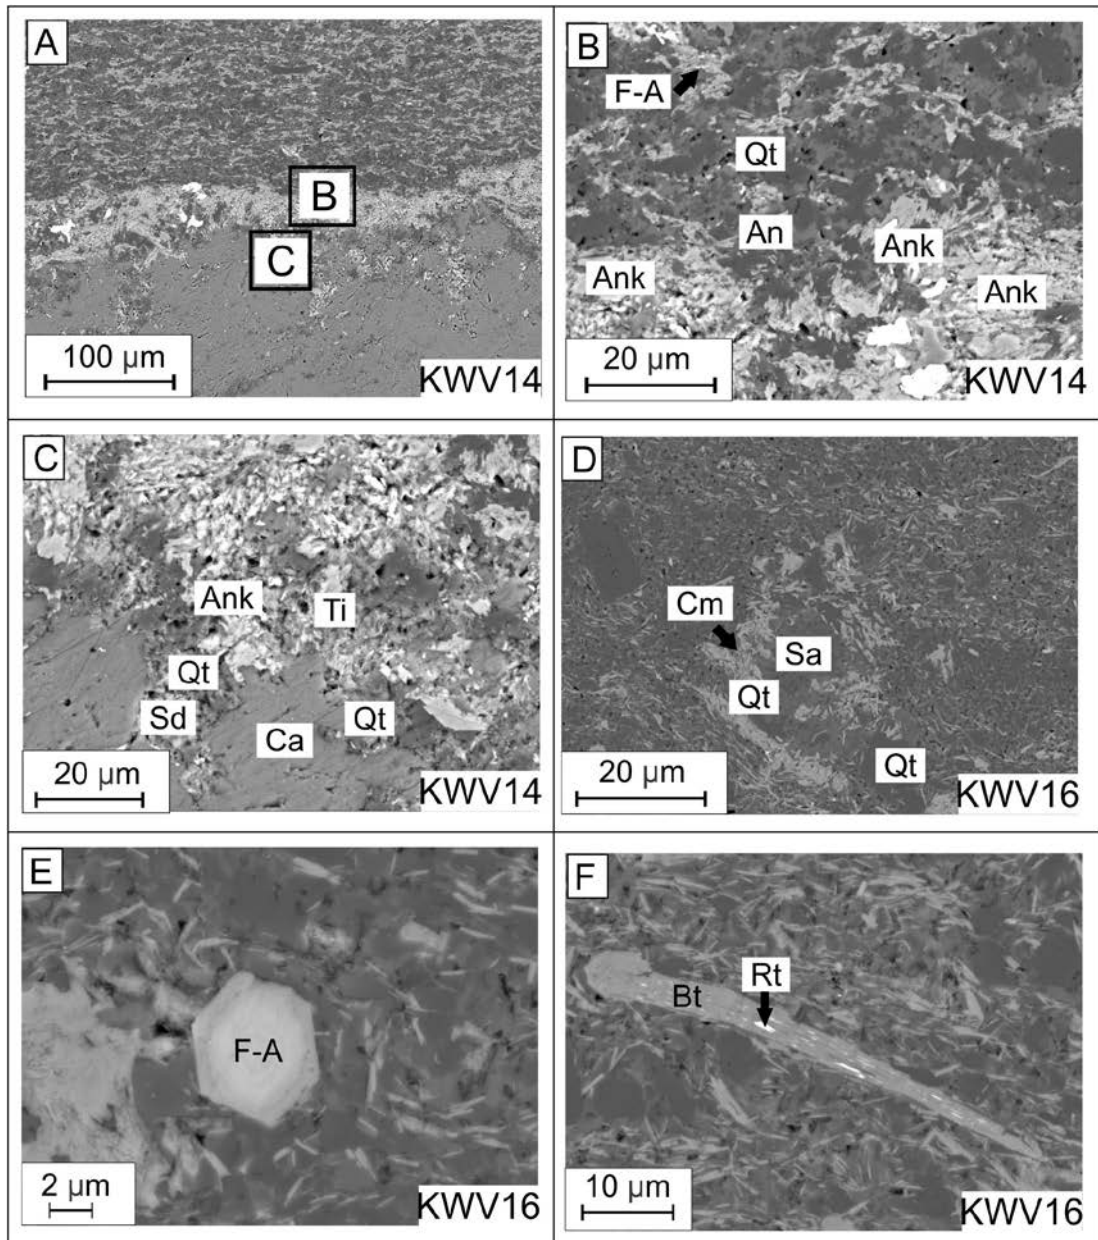 A
B
C
100 µm
KWV14
B
F-A
Qt
An
Ank
Ank
Ank
20 µm
KWV14
C
Ank
Ti
Qt
Sd
Ca
Qt
20 µm
KWV14
D
Cm
Sa
Qt
Qt
20 µm
KWV16
E
F-A
2 µm
KWV16
F
Rt
Bt
10 µm
KWV16